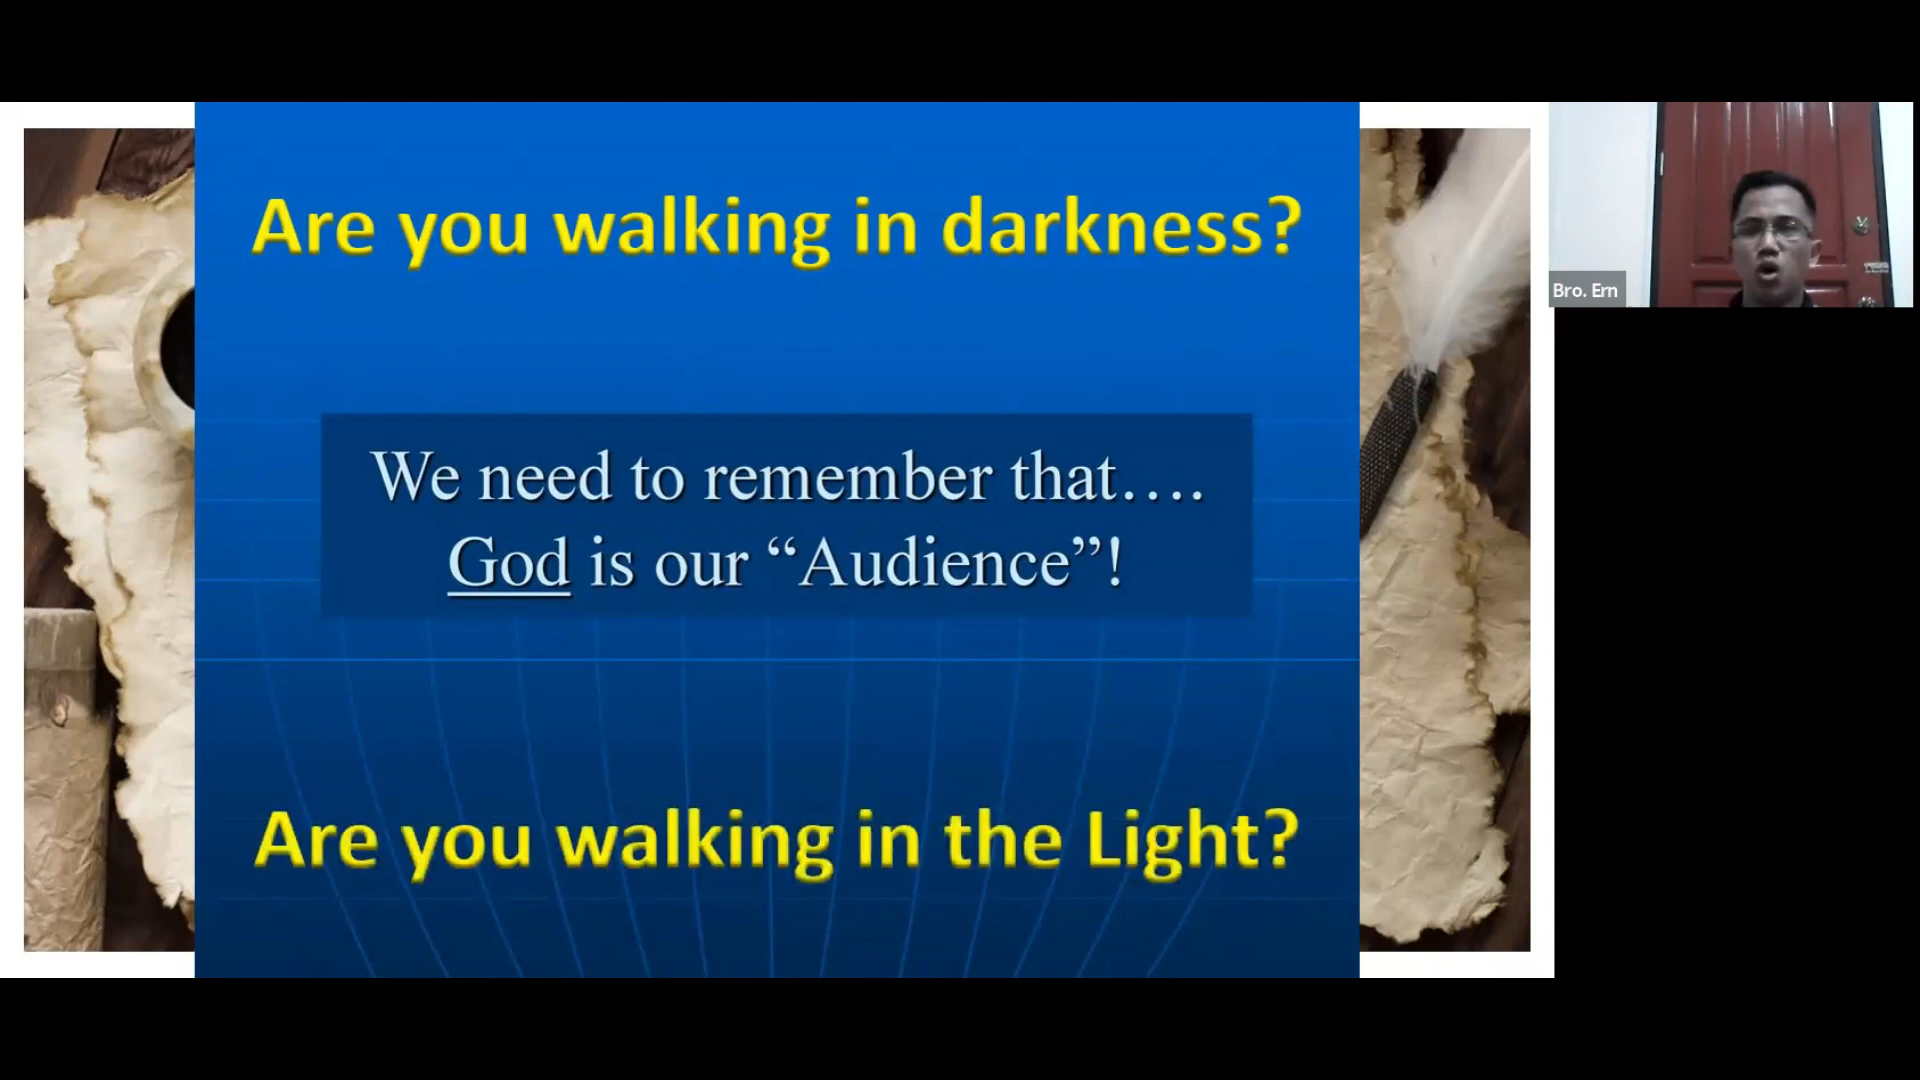 Are you walking in darkness?
We need to remember that….
God is our “Audience”!
Are you walking in the Light?
Bro. Ern